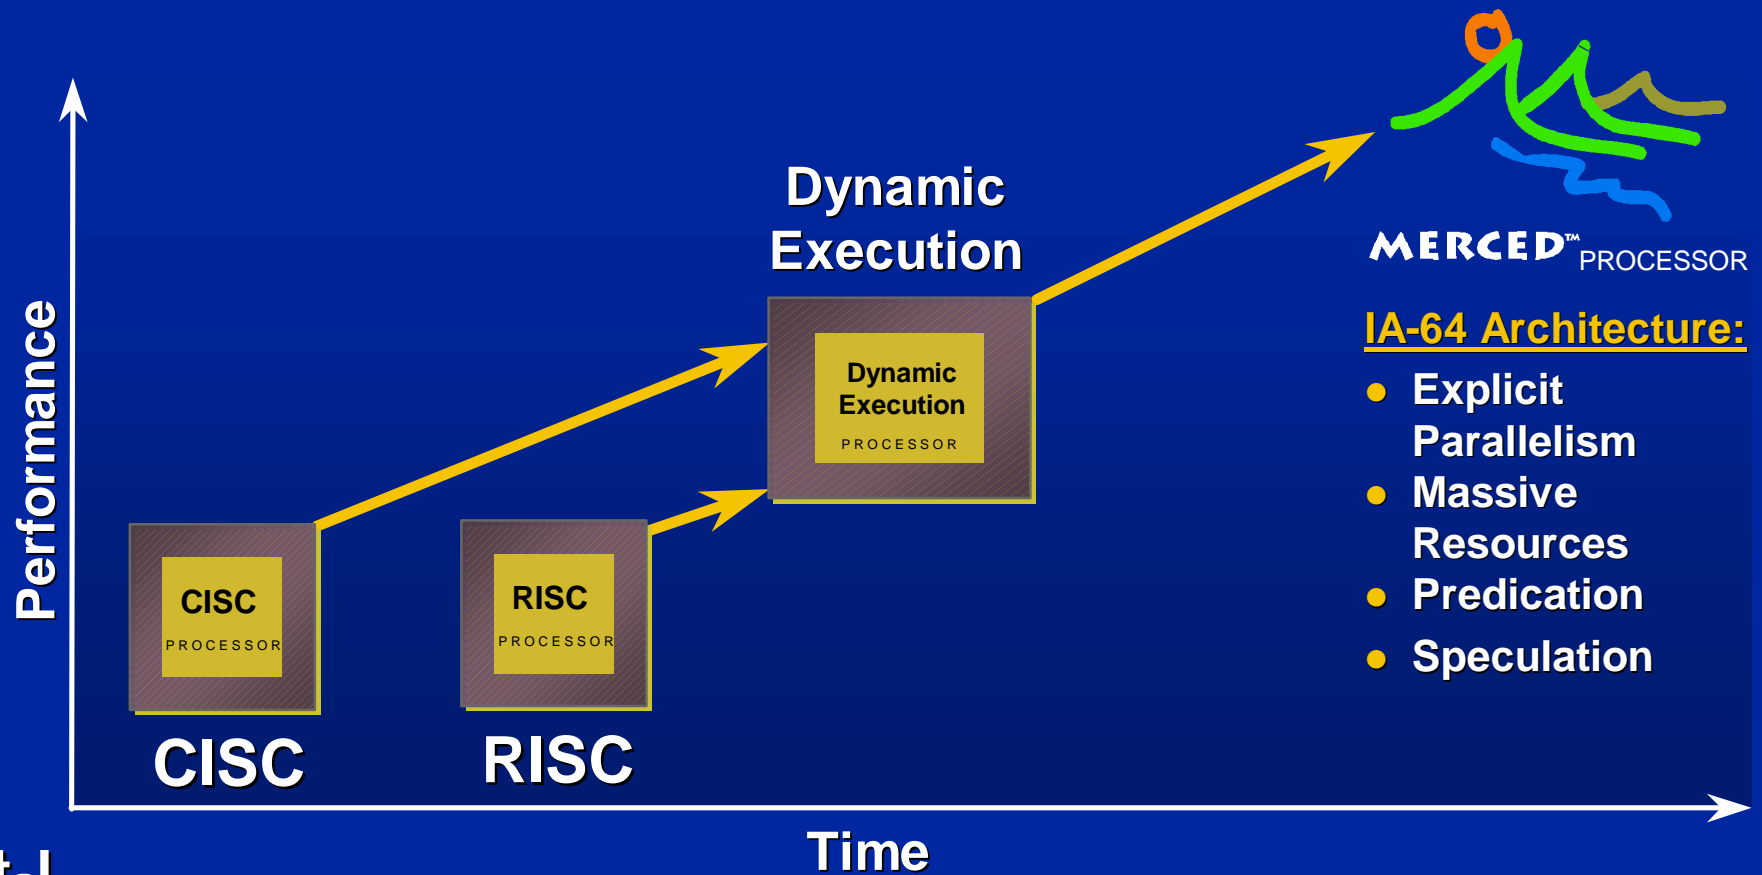 Performance
Dynamic
Execution
Dynamic
Execution
PROCESSOR
CISC
PROCESSOR
RISC
PROCESSOR
CISC
RISC
Time
MERCED™ PROCESSOR
IA-64 Architecture:
Explicit
Parallelism
Massive
Resources
Predication
Speculation